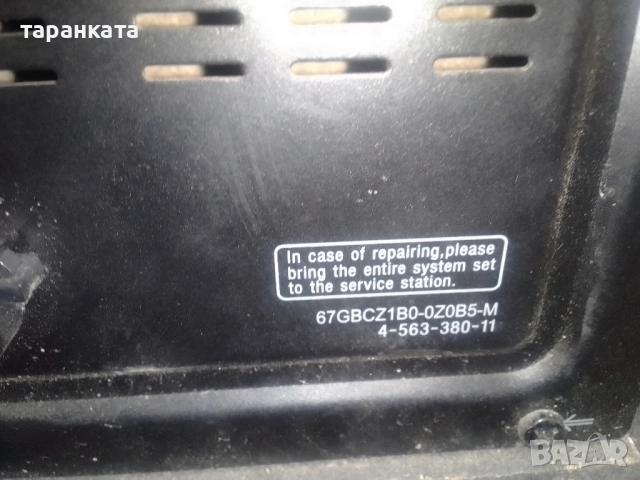 таранката
In case of repairing,please
bring the entire system set
to the service station.
67GBCZ1B0-0Z0B5-M
4-563-380-11
BAZAR